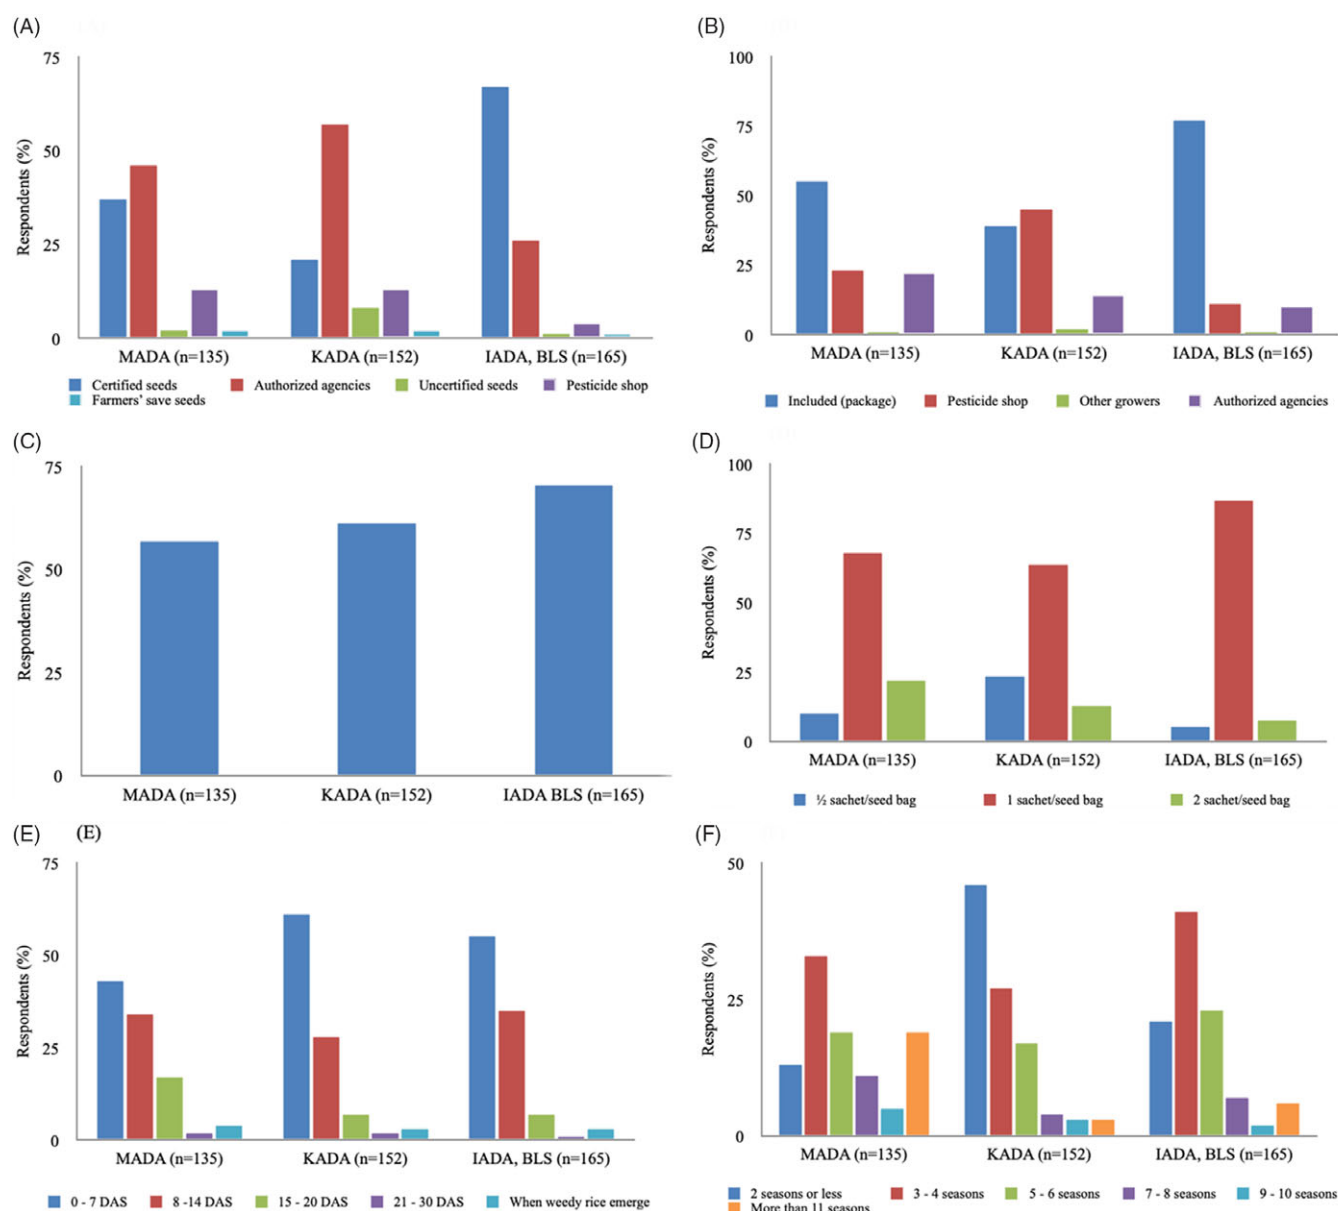 (A)
75
50
25
0
Respondents (%)
MADA (n=135) KADA (n=152) IADA, BLS (n=165)
Certified seeds Authorized agencies Uncertified seeds Pesticide shop
Farmers' save seeds
(B)
100
75
50
25
0
Respondents (%)
MADA (n=135) KADA (n=152) IADA, BLS (n=165)
Included (package) Pesticide shop Other growers Authorized agencies
(C)
75
50
25
0
Respondents (%)
MADA (n=135) KADA (n=152) IADA BLS (n=165)
(D)
100
75
50
25
0
Respondents (%)
MADA (n=135) KADA (n=152) IADA, BLS (n=165)
½ sachet/seed bag 1 sachet/seed bag 2 sachet/seed bag
(E) (E)
75
50
25
0
Respondents (%)
MADA (n=135) KADA (n=152) IADA, BLS (n=165)
0 - 7 DAS 8 -14 DAS 15 - 20 DAS 21 - 30 DAS When weedy rice emerge
(F)
50
25
0
Respondents (%)
MADA (n=135) KADA (n=152) IADA, BLS (n=165)
2 seasons or less 3 - 4 seasons 5 - 6 seasons 7 - 8 seasons 9 - 10 seasons
More than 11 seasons